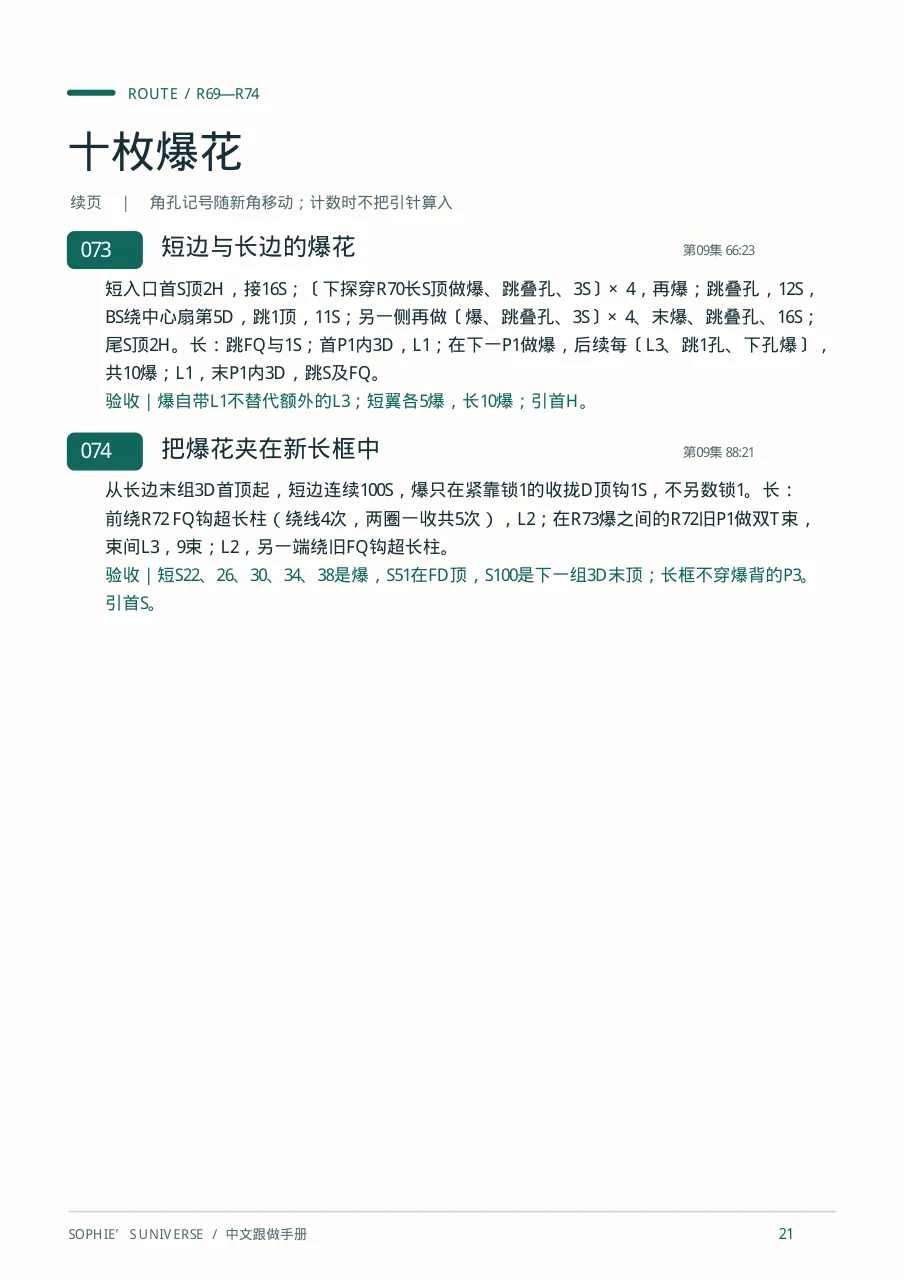 ROUTE / R69—R74
十枚爆花
续页 | 角孔记号随新角移动；计数时不把引针算入
073 短边与长边的爆花 第09集 66:23
短入口首S顶2H，接16S；〔下探穿R70长S顶做爆、跳叠孔、3S〕× 4，再爆；跳叠孔，12S，
BS绕中心扇第5D，跳1顶，11S；另一侧再做〔爆、跳叠孔、3S〕× 4、末爆、跳叠孔、16S；
尾S顶2H。长：跳FQ与1S；首P1内3D，L1；在下一P1做爆，后续每〔L3、跳1孔、下孔爆〕，
共10爆；L1，末P1内3D，跳S及FQ。
验收｜爆自带L1不替代额外的L3；短翼各5爆，长10爆；引首H。
074 把爆花夹在新长框中 第09集 88:21
从长边末组3D首顶起，短边连续100S，爆只在紧靠锁1的收拢D顶钩1S，不另数锁1。长：
前绕R72 FQ钩超长柱（绕线4次，两圈一收共5次），L2；在R73爆之间的R72旧P1做双T束，
束间L3，9束；L2，另一端绕旧FQ钩超长柱。
验收｜短S22、26、30、34、38是爆，S51在FD顶，S100是下一组3D末顶；长框不穿爆背的P3。
引首S。
SOPHIE’S UNIVERSE / 中文跟做手册 21